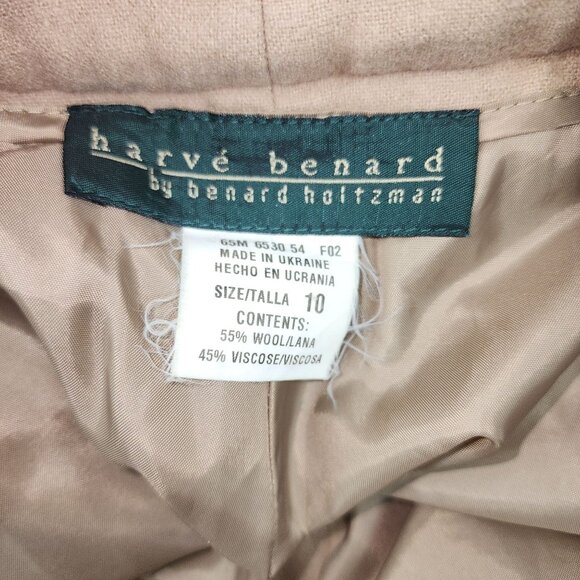 harvé benard
by benard holtzman
65M 6530 54 F02
MADE IN UKRAINE
HECHO EN UCRANIA
SIZE/TALLA 10
CONTENTS:
55% WOOL/LANA
45% VISCOSE/VISCOSA